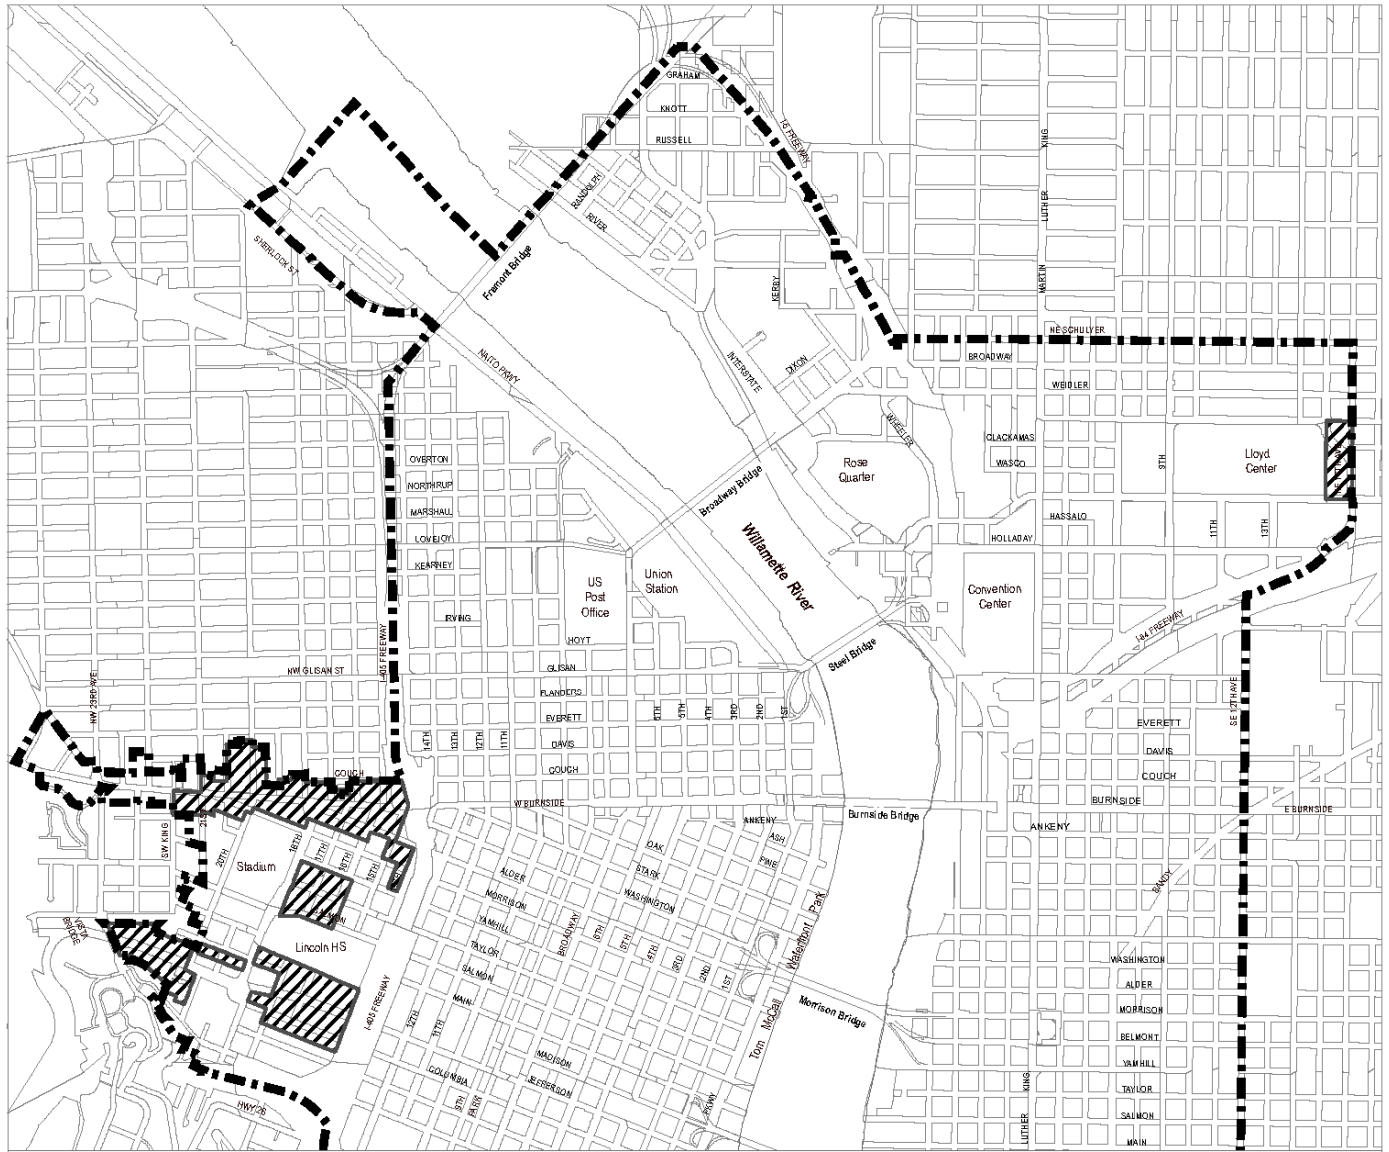 GRAHAM
KNOTT
RUSSELL
I-5 FREEWAY
KING
RANDOLPH
RIVER
LUTHER
SHERLOCK ST
Fremont Bridge
KERBY
MARTIN
NE SCHULYER
NAITO PKWY
INTERSTATE
DIXON
BROADWAY
WEIDLER
WHEELER
CLACKAMAS
OVERTON
Rose
Quarter
WASCO
9TH
Lloyd
Center
NORTHRUP
Broadway Bridge
MARSHALL
HASSALO
11TH
13TH
LOVEJOY
HOLLADAY
KEARNEY
US
Post
Office
Union
Station
Willamette River
Convention
Center
IRVING
I-84 FREEWAY
HOYT
I-405 FREEWAY
Steel Bridge
NW GLISAN ST
GLISAN
FLANDERS
NW 23RD AVE
SE 12TH AVE
EVERETT
6TH
5TH
4TH
3RD
2ND
1ST
EVERETT
14TH
13TH
12TH
11TH
DAVIS
DAVIS
COUCH
COUCH
COUCH
W BURNSIDE
BURNSIDE
E BURNSIDE
Burnside Bridge
ANKENY
ANKENY
SW KING
20TH
18TH
17TH
16TH
15TH
ASH
OAK
PINE
Stadium
STARK
ALDER
SANDY
MORRISON
WASHINGTON
VISTA
BRIDGE
SALMON
YAMHILL
BROADWAY
6TH
5TH
4TH
3RD
2ND
1ST
Tom McCall Waterfront Park
Lincoln HS
TAYLOR
WASHINGTON
SALMON
ALDER
I-405 FREEWAY
MAIN
Morrison Bridge
MORRISON
12TH
11TH
BELMONT
MADISON
YAMHILL
COLUMBIA
JEFFERSON
KING
TAYLOR
HWY 26
9TH
PARK
PKWY
LUTHER
SALMON
MAIN